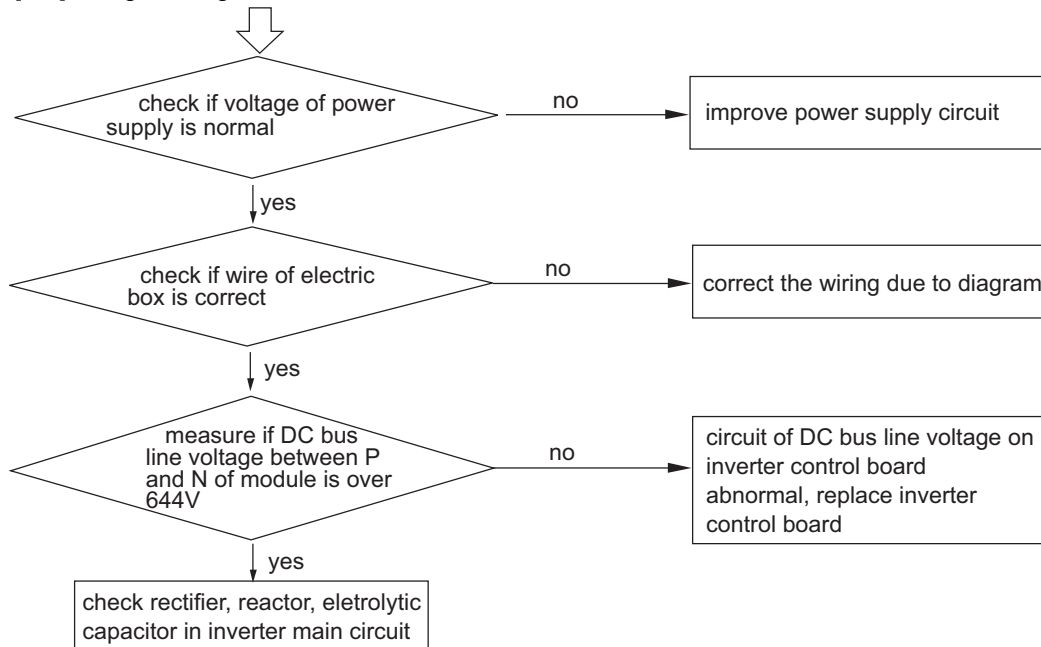 check if voltage of power
supply is normal
no
improve power supply circuit
yes
check if wire of electric
box is correct
no
correct the wiring due to diagram
yes
measure if DC bus
line voltage between P
and N of module is over
644V
no
circuit of DC bus line voltage on
inverter control board
abnormal, replace inverter
control board
yes
check rectifier, reactor, eletrolytic
capacitor in inverter main circuit